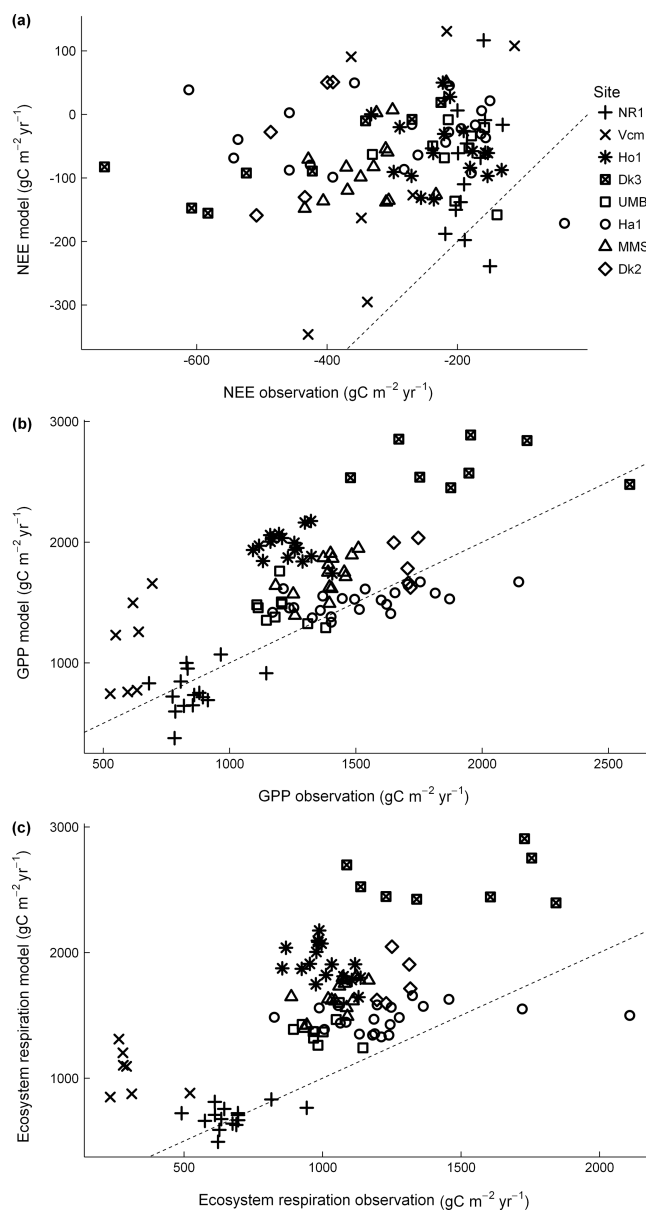 (a)
100
0
-100
-200
-300
NEE model (gC m⁻² yr⁻¹)
-600
-400
-200
NEE observation (gC m⁻² yr⁻¹)
Site
NR1
Vcm
Ho1
Dk3
UMB
Ha1
MMS
Dk2
(b)
3000
2000
1000
GPP model (gC m⁻² yr⁻¹)
500
1000
1500
2000
2500
GPP observation (gC m⁻² yr⁻¹)
(c)
3000
2000
1000
Ecosystem respiration model (gC m⁻² yr⁻¹)
500
1000
1500
2000
Ecosystem respiration observation (gC m⁻² yr⁻¹)